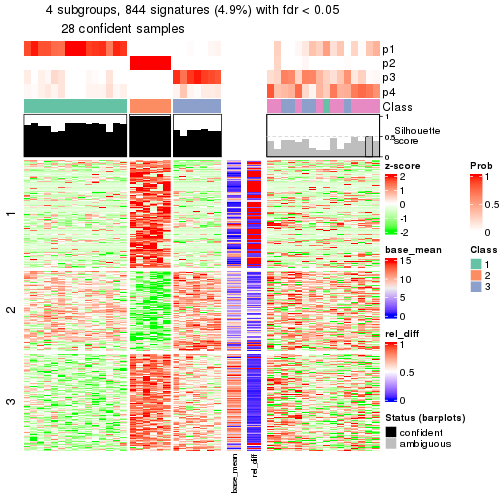 4 subgroups, 844 signatures (4.9%) with fdr < 0.05
28 confident samples
p1
p2
p3
p4
Class
1
0.5
0
Silhouette
score
1
2
3
base_mean
rel_diff
z-score
2
1
0
-1
-2
Prob
1
0.5
0
base_mean
15
10
5
0
Class
1
2
3
rel_diff
1
0.5
0
Status (barplots)
confident
ambiguous